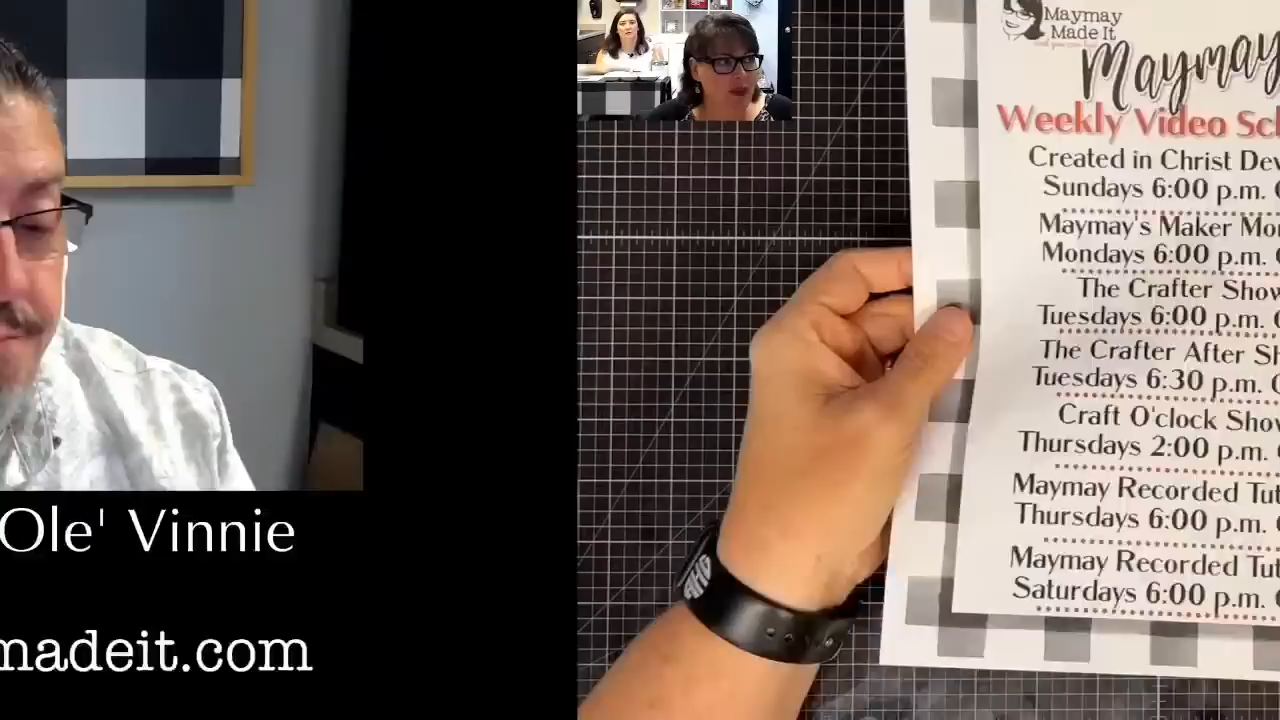 Ole' Vinnie
madeit.com
Maymay
Made It
Maymay
Weekly Video Sc
Created in Christ Dev
Sundays 6:00 p.m.
Maymay's Maker Mo
Mondays 6:00 p.m.
The Crafter Show
Tuesdays 6:00 p.m.
The Crafter After S
Tuesdays 6:30 p.m.
Craft O'clock Show
Thursdays 2:00 p.m.
Maymay Recorded Tut
Thursdays 6:00 p.m.
Maymay Recorded Tut
Saturdays 6:00 p.m.